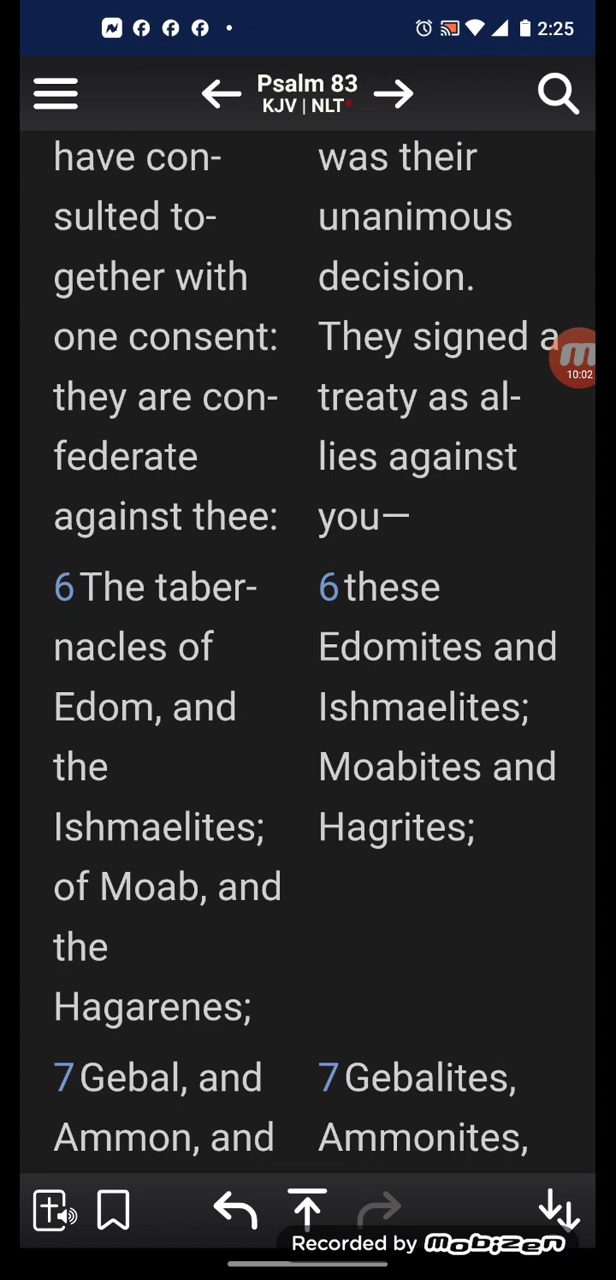 2:25
Psalm 83
KJV | NLT*
have con-
sulted to-
gether with
one consent:
they are con-
federate
against thee:
6 The taber-
nacles of
Edom, and
the
Ishmaelites;
of Moab, and
the
Hagarenes;
7 Gebal, and
Ammon, and
was their
unanimous
decision.
They signed a
treaty as al-
lies against
you—
6 these
Edomites and
Ishmaelites;
Moabites and
Hagrites;
7 Gebalites,
Ammonites,
m
10:02
Recorded by mobizen